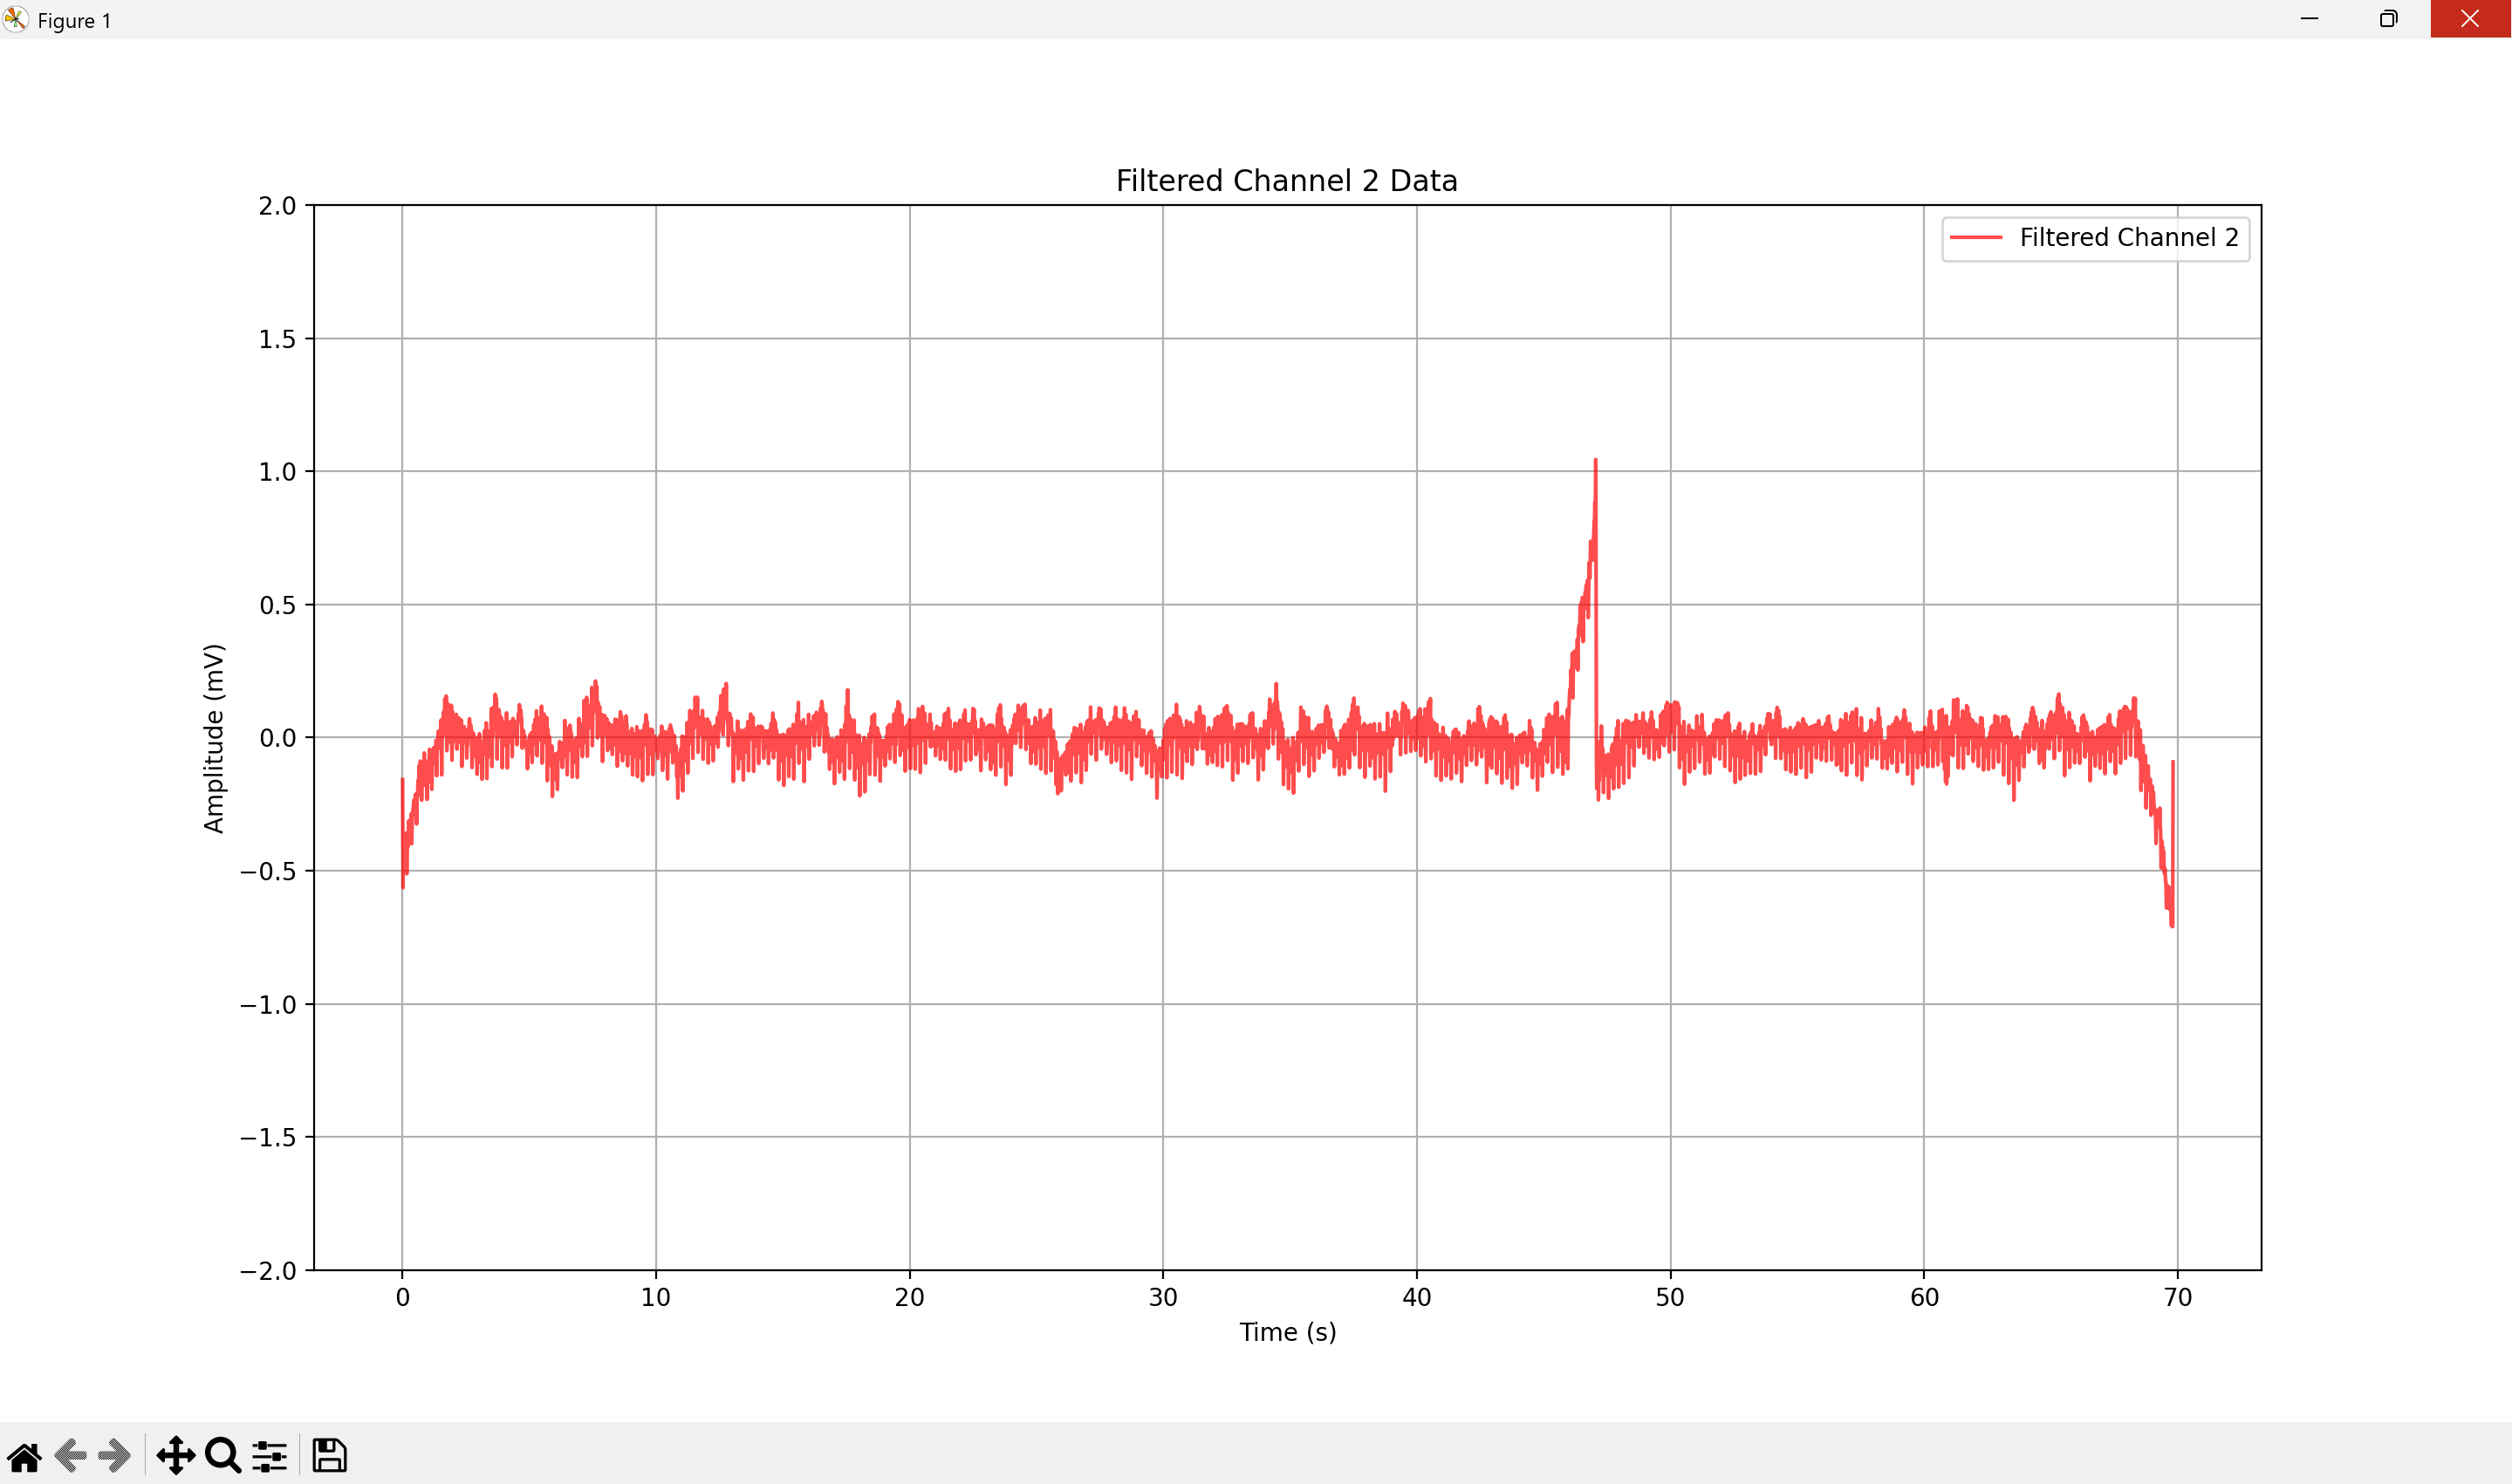 Figure 1
Filtered Channel 2 Data
Filtered Channel 2
Amplitude (mV)
2.0
1.5
1.0
0.5
0.0
−0.5
−1.0
−1.5
−2.0
0 10 20 30 40 50 60 70
Time (s)